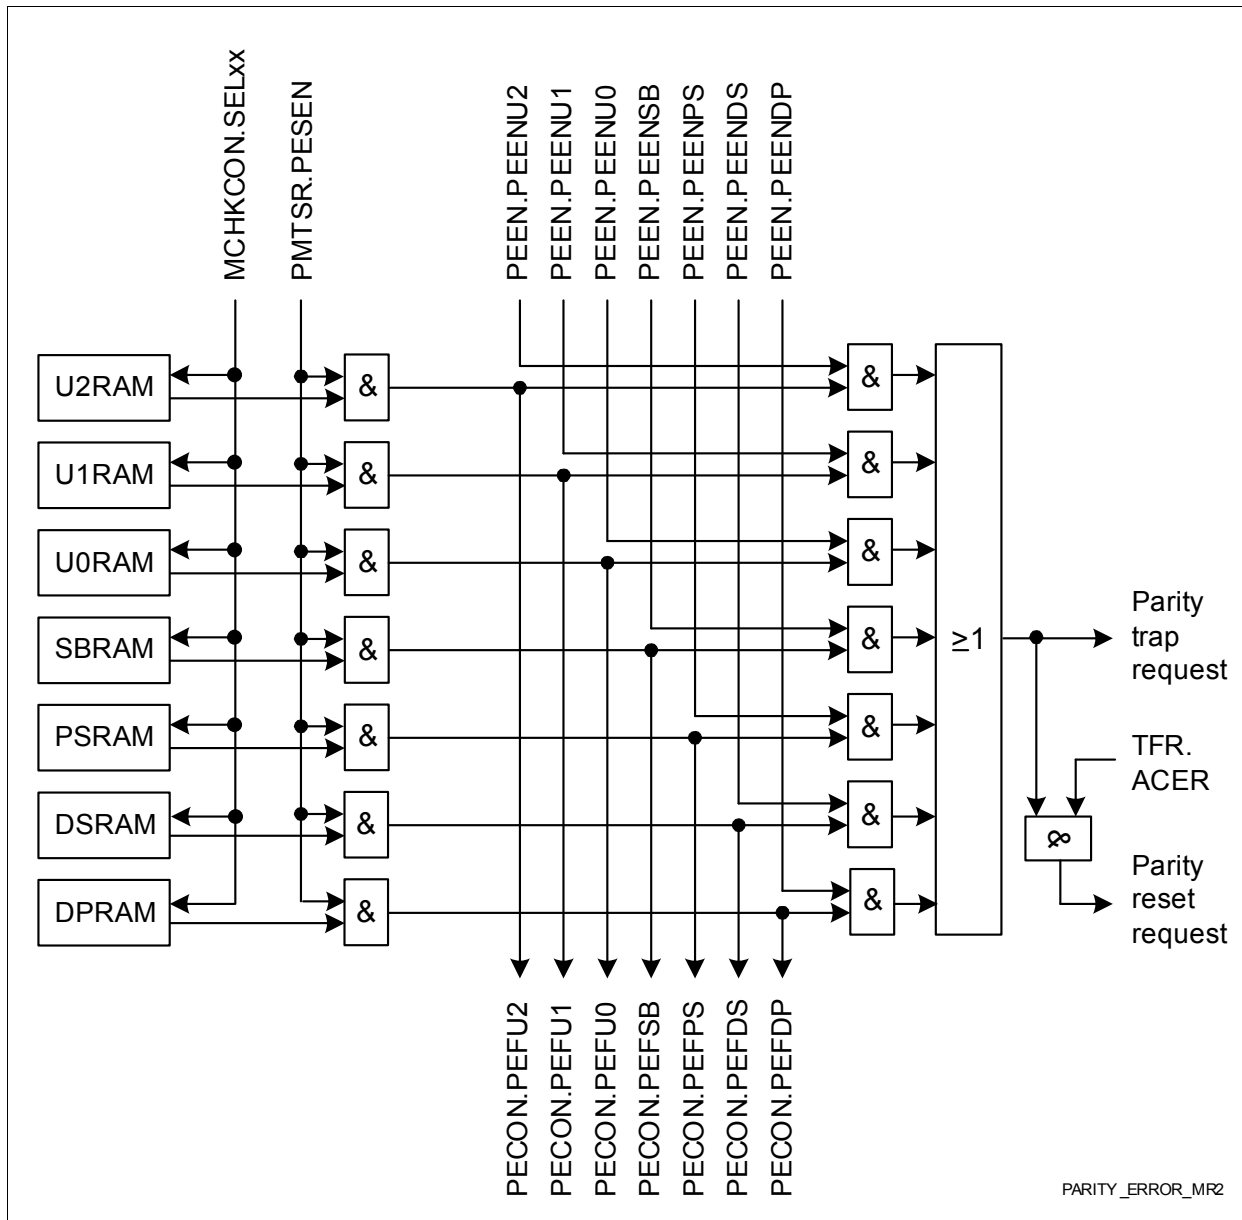 MCHKCON.SELxx
PMTSR.PESEN
PEEN.PEENU2
PEEN.PEENU1
PEEN.PEENU0
PEEN.PEENSB
PEEN.PEENPS
PEEN.PEENDS
PEEN.PEENDP
U2RAM
&
&
U1RAM
&
&
U0RAM
&
&
SBRAM
&
&
PSRAM
&
&
DSRAM
&
&
DPRAM
&
&
≥1
Parity
trap
request
TFR.
ACER
&
Parity
reset
request
PECON.PEFU2
PECON.PEFU1
PECON.PEFU0
PECON.PEFSB
PECON.PEFPS
PECON.PEFDS
PECON.PEFDP
PARITY_ERROR_MR2